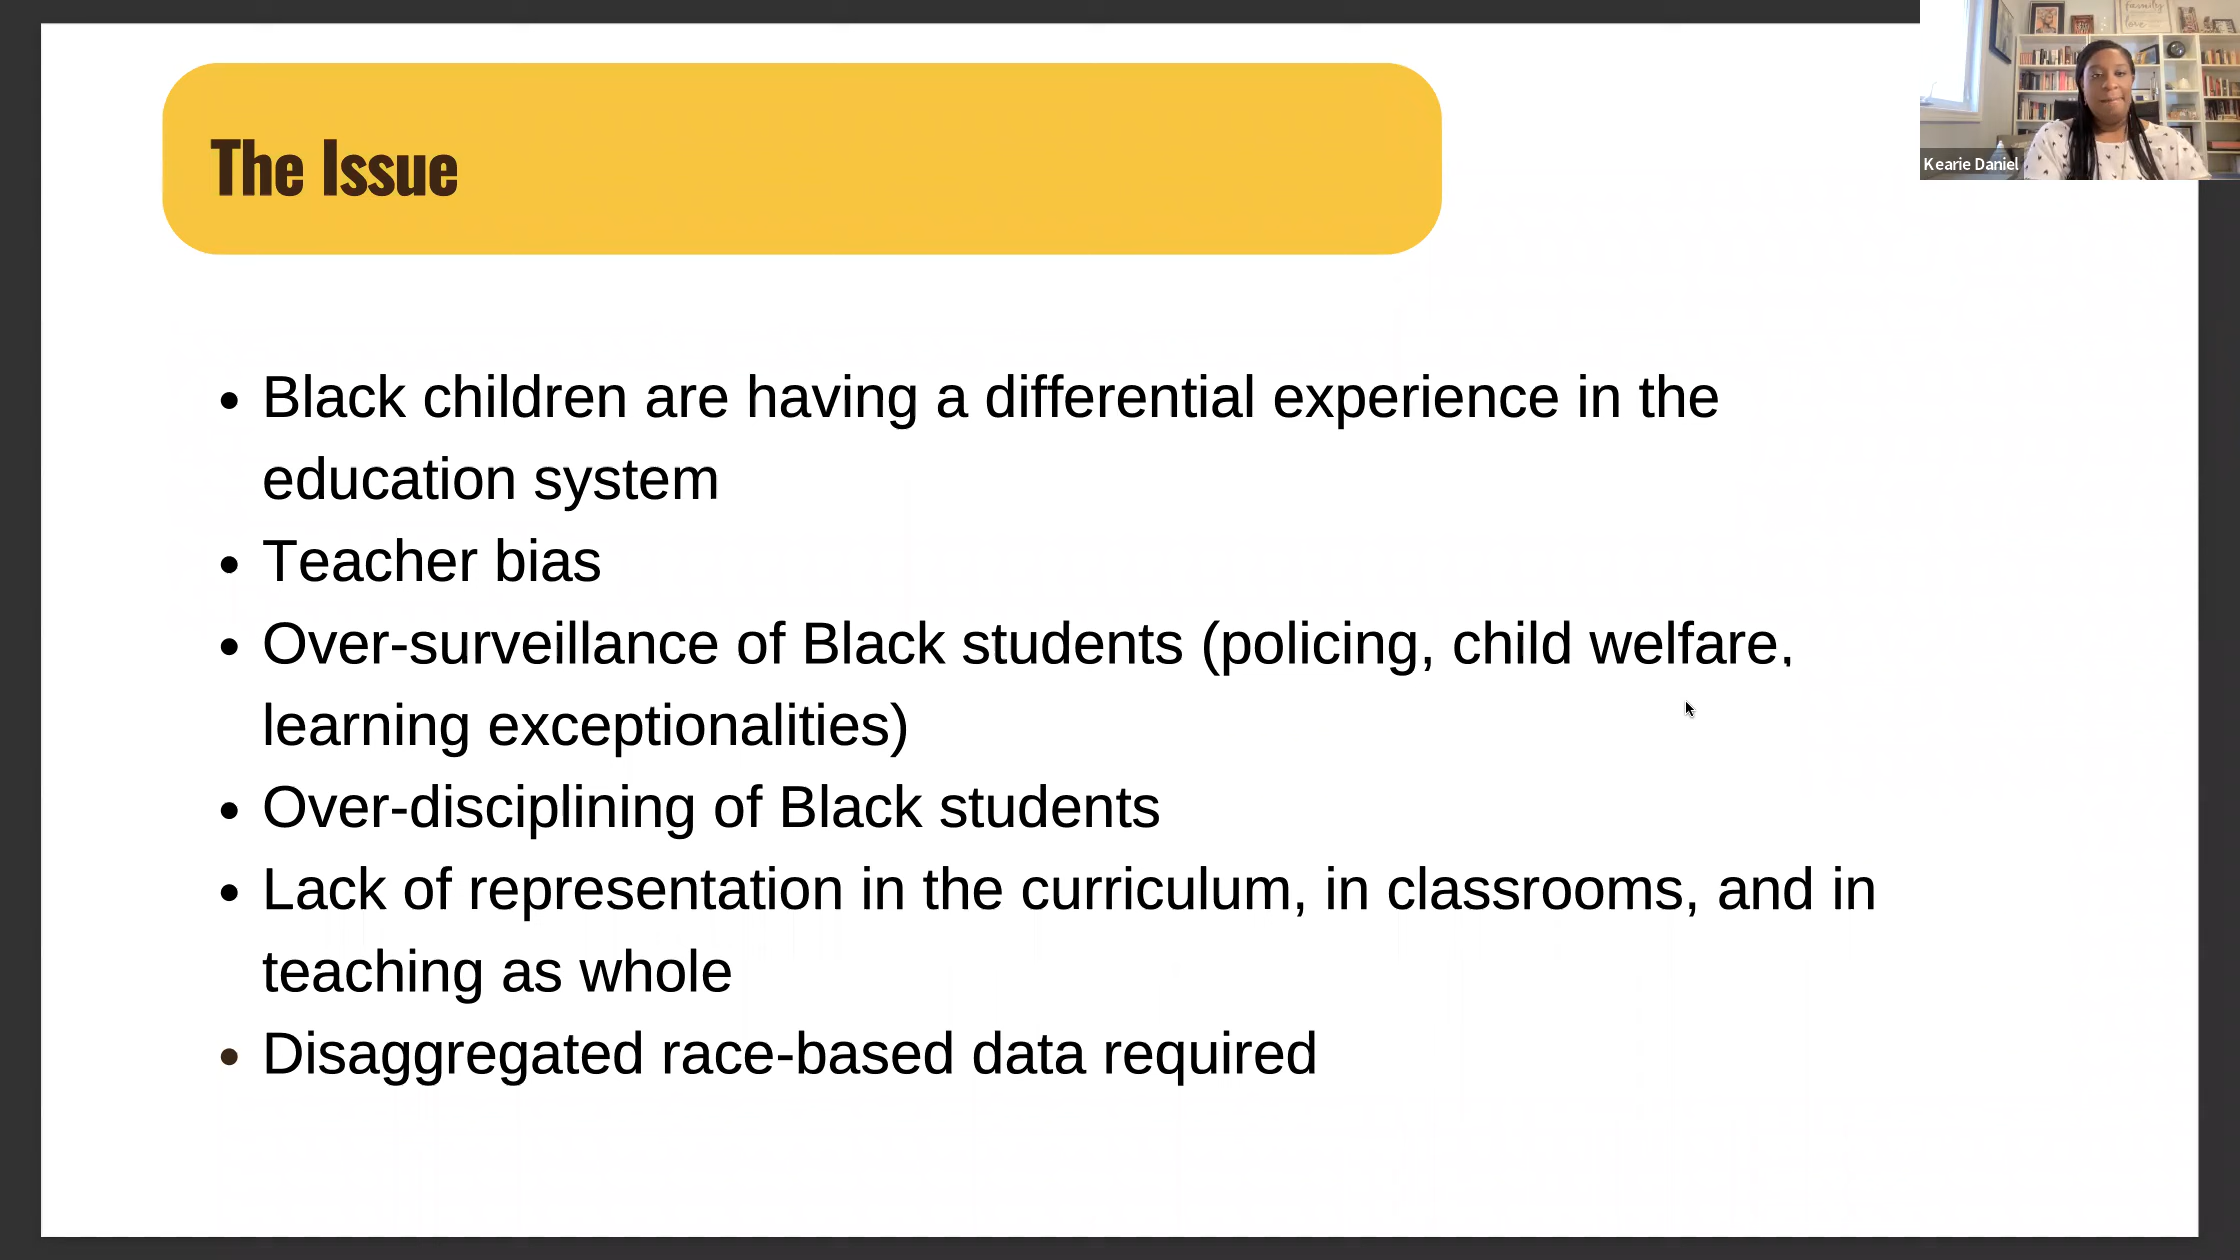 The Issue
• Black children are having a differential experience in the
education system
• Teacher bias
• Over-surveillance of Black students (policing, child welfare,
learning exceptionalities)
• Over-disciplining of Black students
• Lack of representation in the curriculum, in classrooms, and in
teaching as whole
• Disaggregated race-based data required
family
love
Kearie Daniel